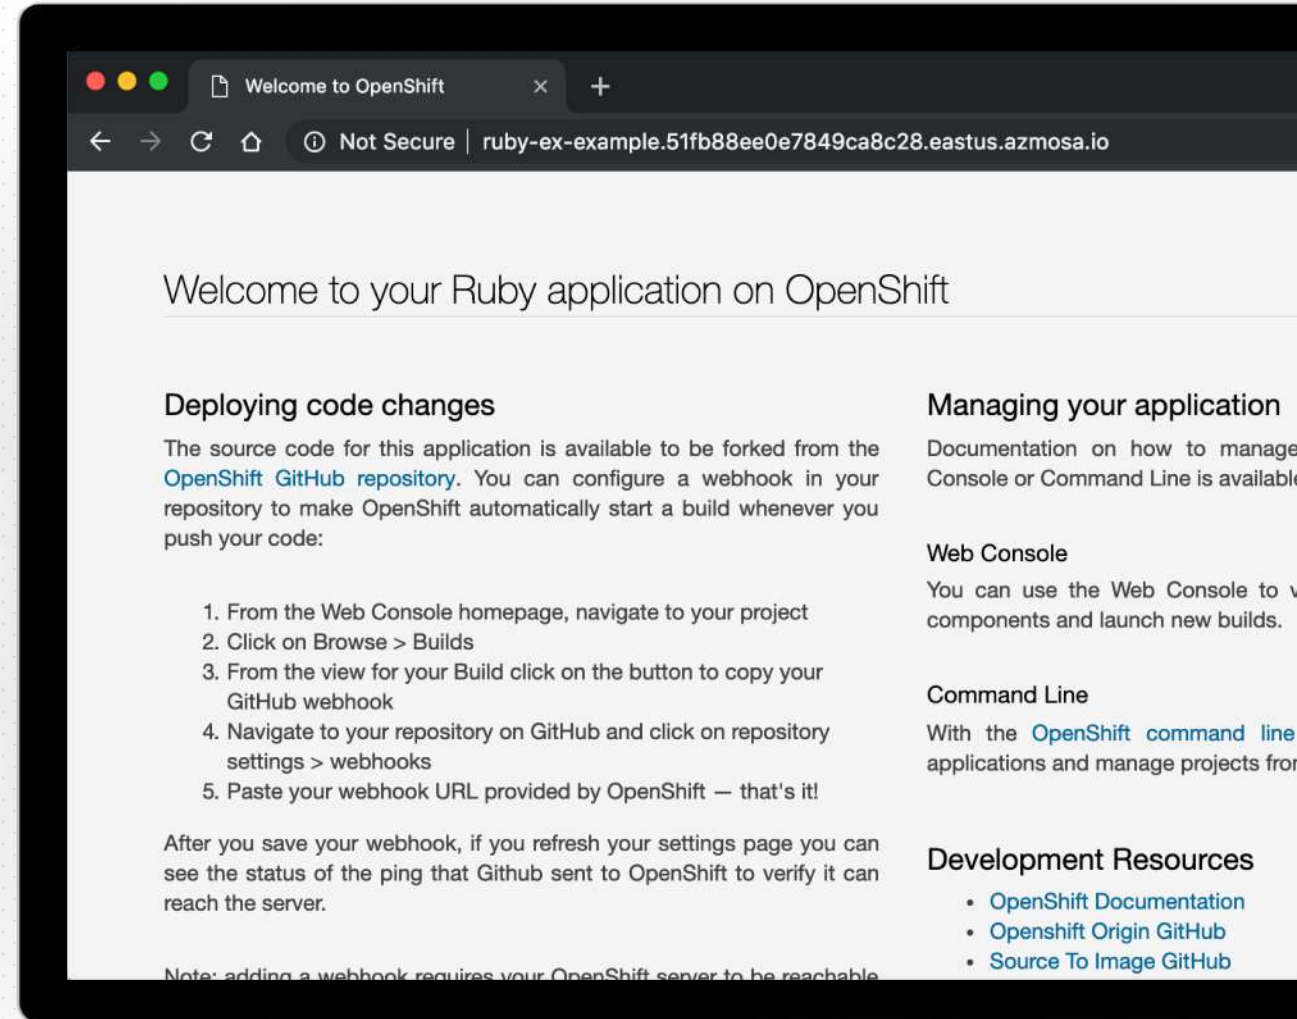 Welcome to OpenShift
Not Secure | ruby-ex-example.51fb88ee0e7849ca8c28.eastus.azmosa.io
Welcome to your Ruby application on OpenShift
Deploying code changes
The source code for this application is available to be forked from the
OpenShift GitHub repository. You can configure a webhook in your
repository to make OpenShift automatically start a build whenever you
push your code:
1. From the Web Console homepage, navigate to your project
2. Click on Browse > Builds
3. From the view for your Build click on the button to copy your
GitHub webhook
4. Navigate to your repository on GitHub and click on repository
settings > webhooks
5. Paste your webhook URL provided by OpenShift — that's it!
After you save your webhook, if you refresh your settings page you can
see the status of the ping that Github sent to OpenShift to verify it can
reach the server.
Note: adding a webhook requires your OpenShift server to be reachable
Managing your application
Documentation on how to manage
Console or Command Line is
Web Console
You can use the Web Console to
components and launch new builds.
Command Line
With the OpenShift command line
applications and manage projects
Development Resources
• OpenShift Documentation
• Openshift Origin GitHub
• Source To Image GitHub